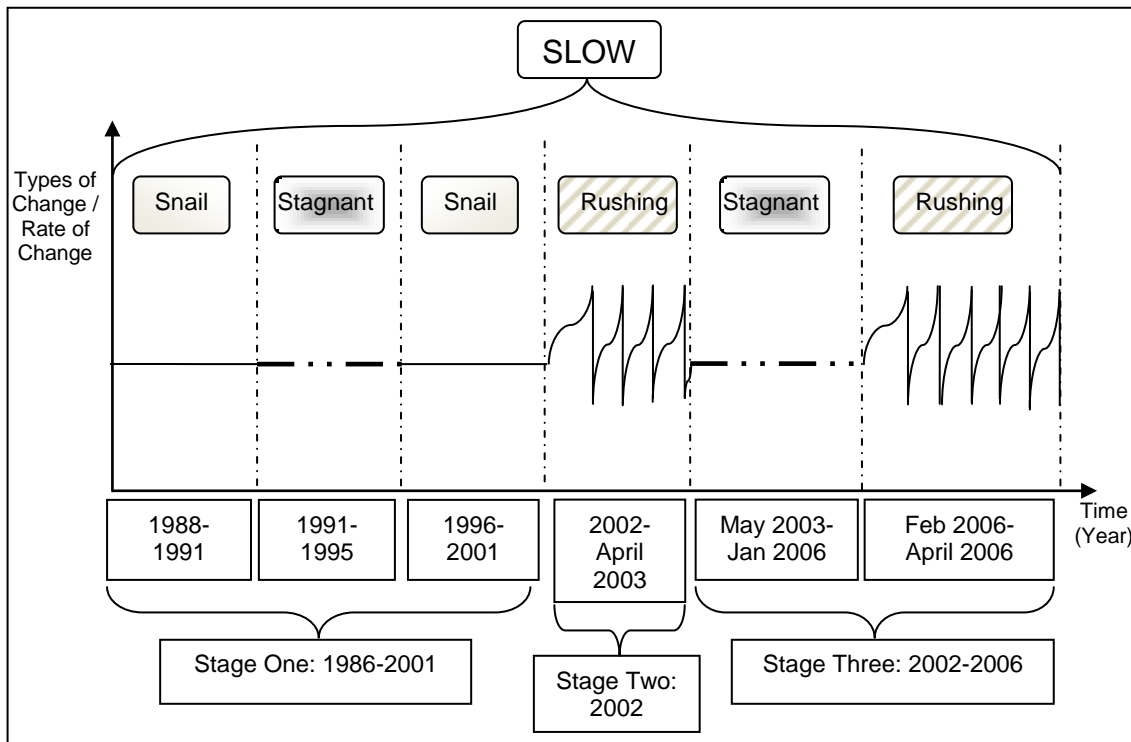 SLOW
Types of
Change /
Rate of
Change
Snail
Stagnant
Snail
Rushing
Stagnant
Rushing
1988-
1991
1991-
1995
1996-
2001
2002-
April
2003
May 2003-
Jan 2006
Feb 2006-
April 2006
Time
(Year)
Stage One: 1986-2001
Stage Two:
2002
Stage Three: 2002-2006